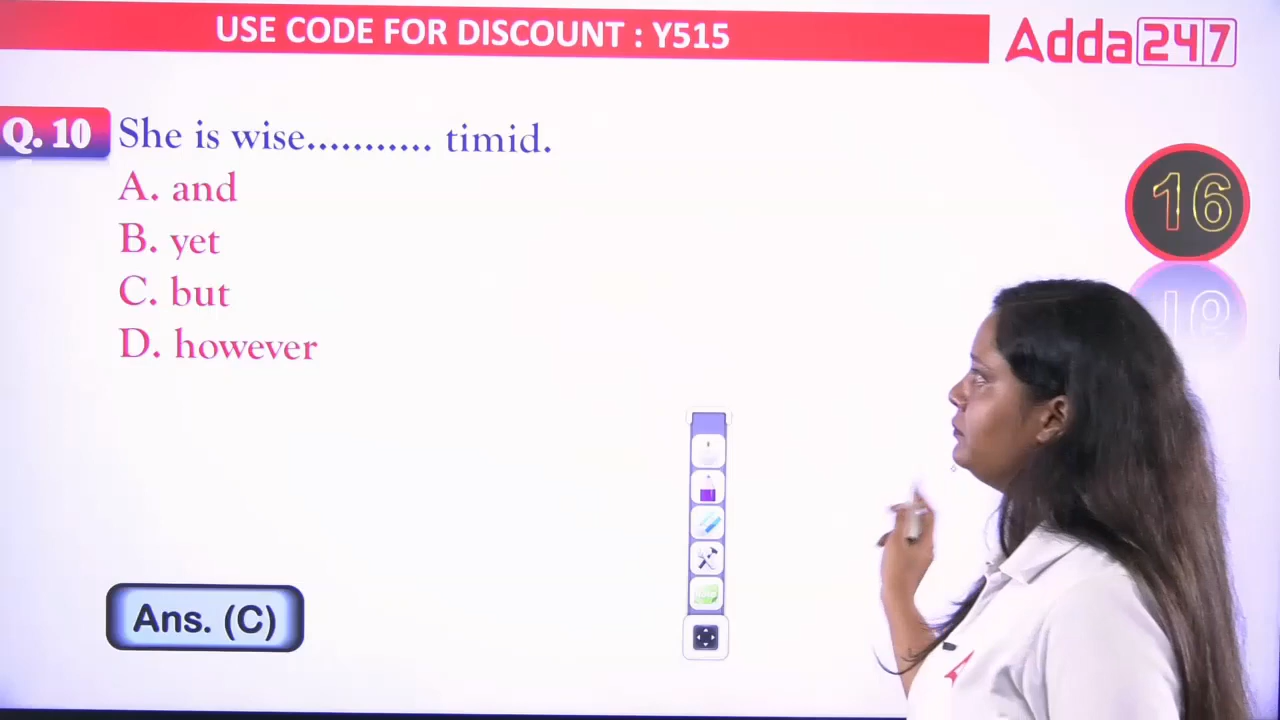 USE CODE FOR DISCOUNT : Y515
Adda247
Q. 10 She is wise........... timid.
A. and
B. yet
C. but
D. however
16
Ans. (C)